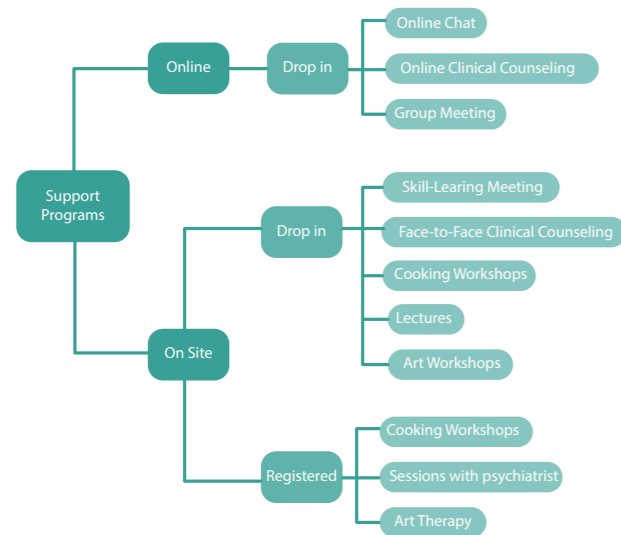 Support
Programs
Online
Drop in
Online Chat
Online Clinical Counseling
Group Meeting
On Site
Drop in
Skill-Learing Meeting
Face-to-Face Clinical Counseling
Cooking Workshops
Lectures
Art Workshops
Registered
Cooking Workshops
Sessions with psychiatrist
Art Therapy